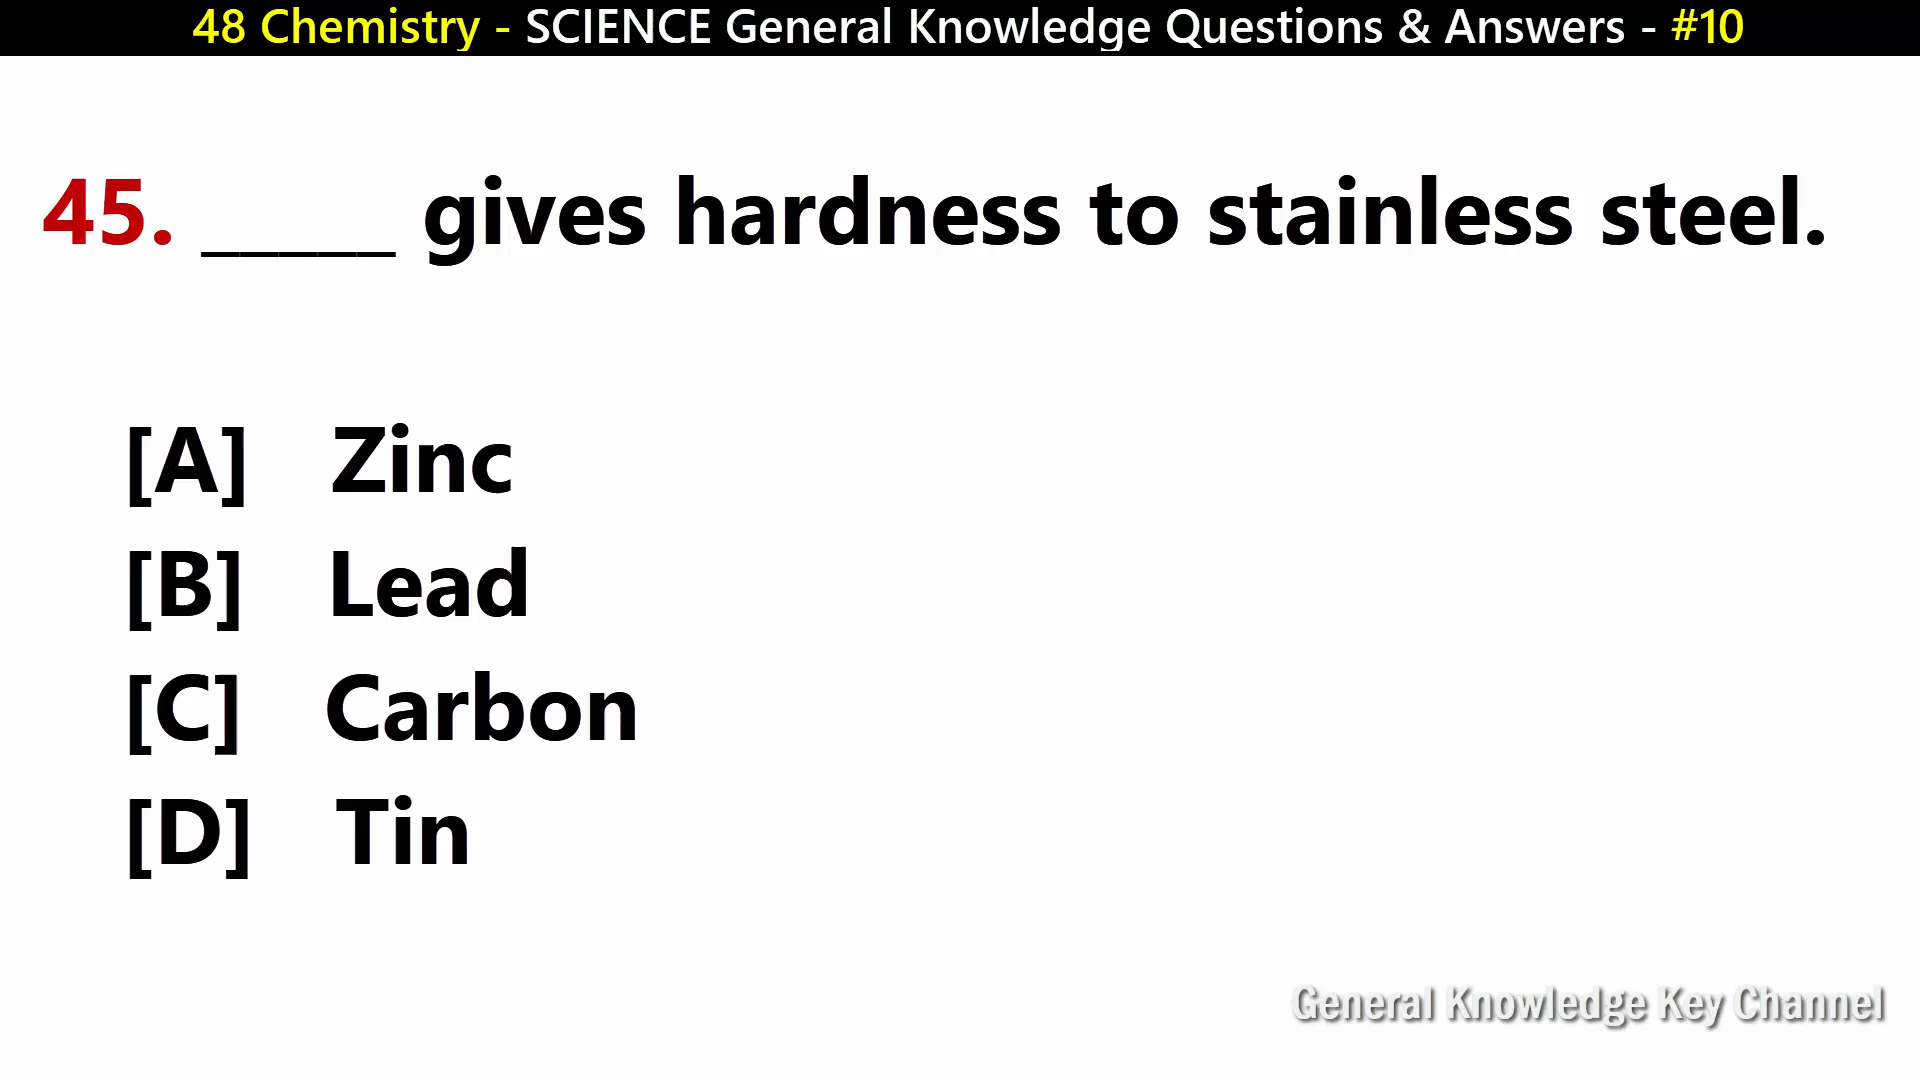 48 Chemistry - SCIENCE General Knowledge Questions & Answers - #10
45. _____ gives hardness to stainless steel.
[A] Zinc
[B] Lead
[C] Carbon
[D] Tin
General Knowledge Key Channel